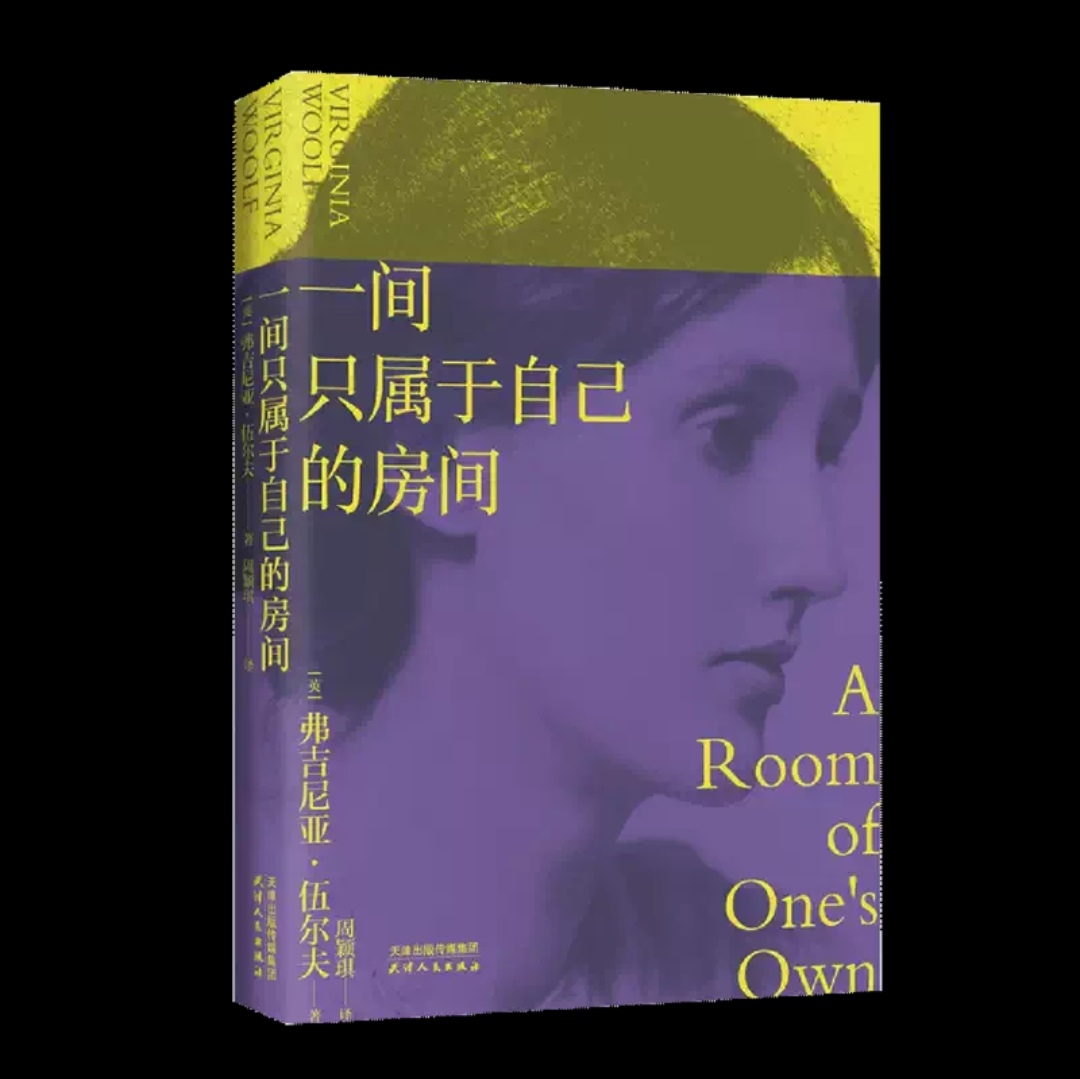 VIRGINIA
WOOLF
一间只属于自己的房间
[英] 弗吉尼亚·伍尔夫——著 周颖琪——译
天津出版传媒集团
天津人民出版社
VIRGINIA
WOOLF
一间
只属于自己
的房间
[英] 弗吉尼亚·伍尔夫——著
周颖琪——译
天津出版传媒集团
天津人民出版社
A
Room
of
One's
Own